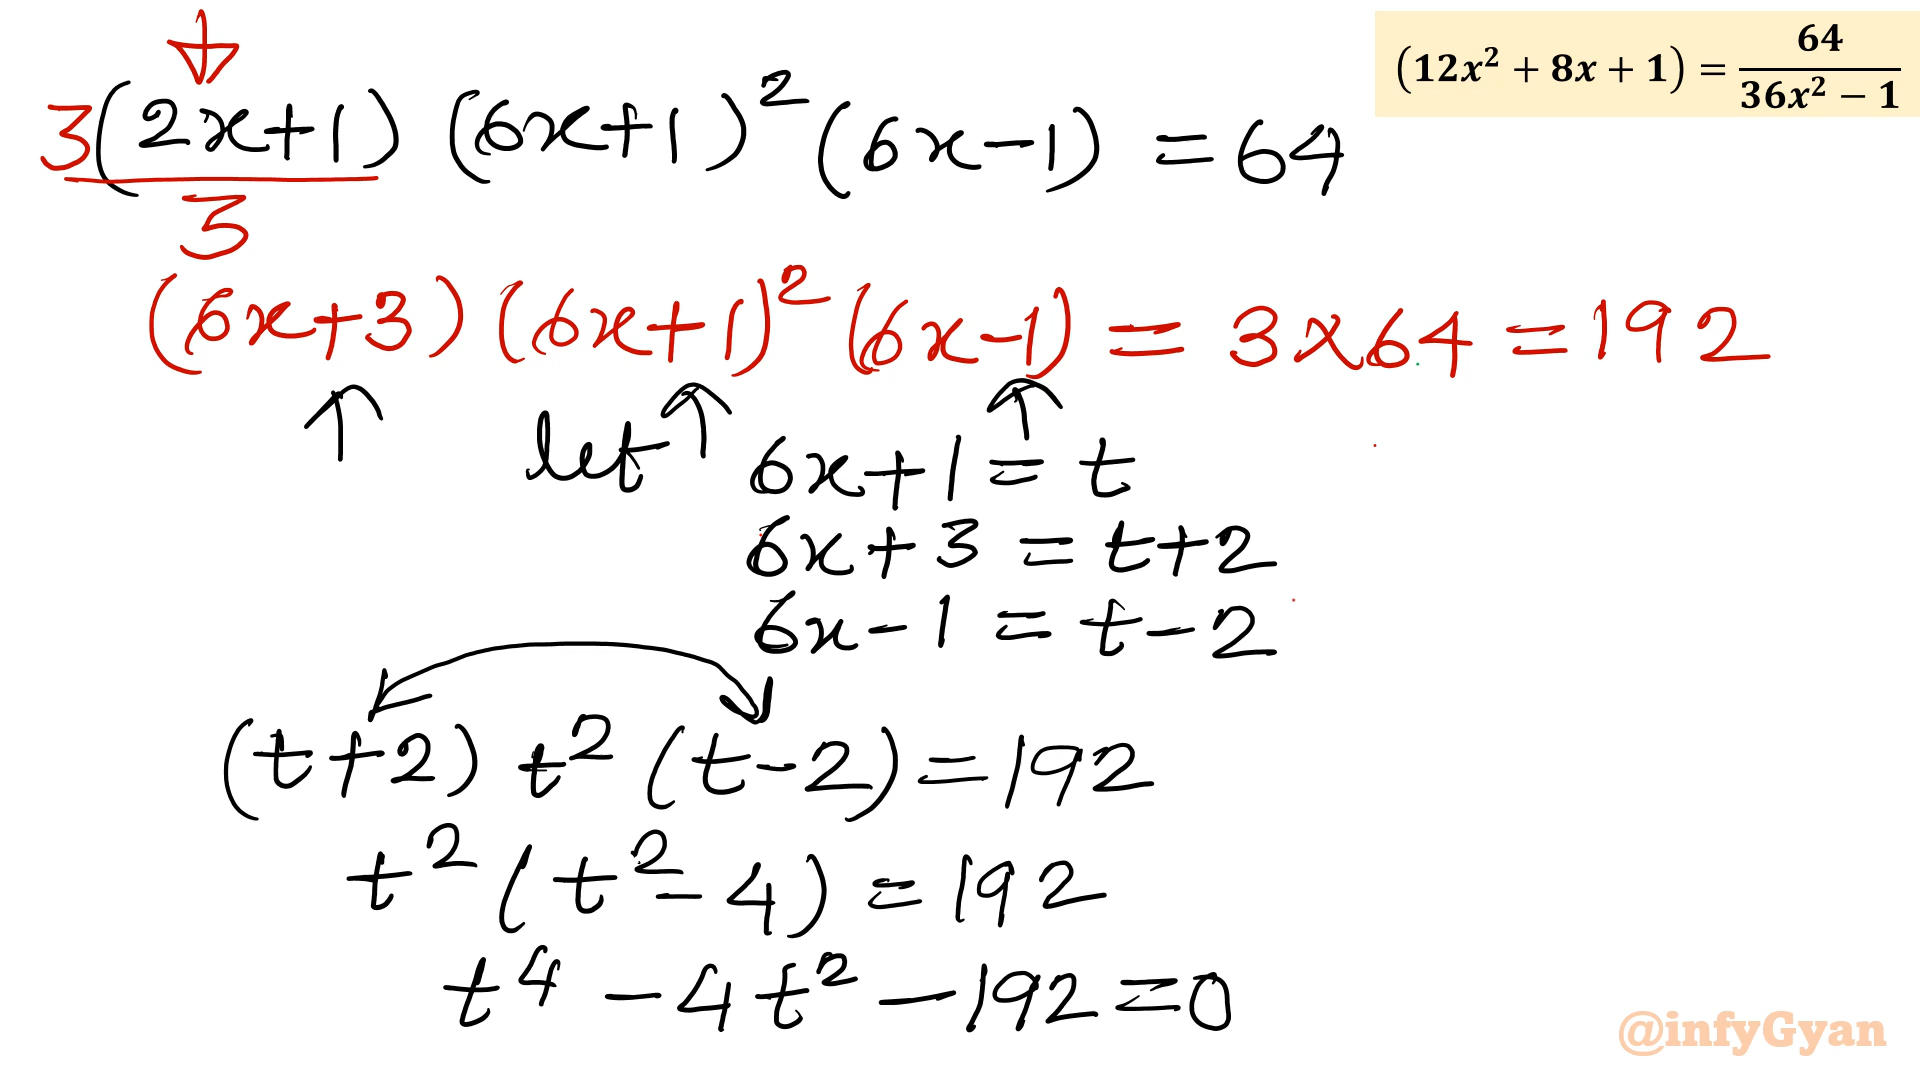 (12x² + 8x + 1) = 64 / (36x² − 1)
3(2x+1)/3 (6x+1)² (6x−1) = 64
(6x+3) (6x+1)² (6x−1) = 3×64 = 192
let 6x+1 = t
6x+3 = t+2
6x−1 = t−2
(t+2) t² (t−2) = 192
t² (t²−4) = 192
t⁴ − 4t² − 192 = 0
@infyGyan